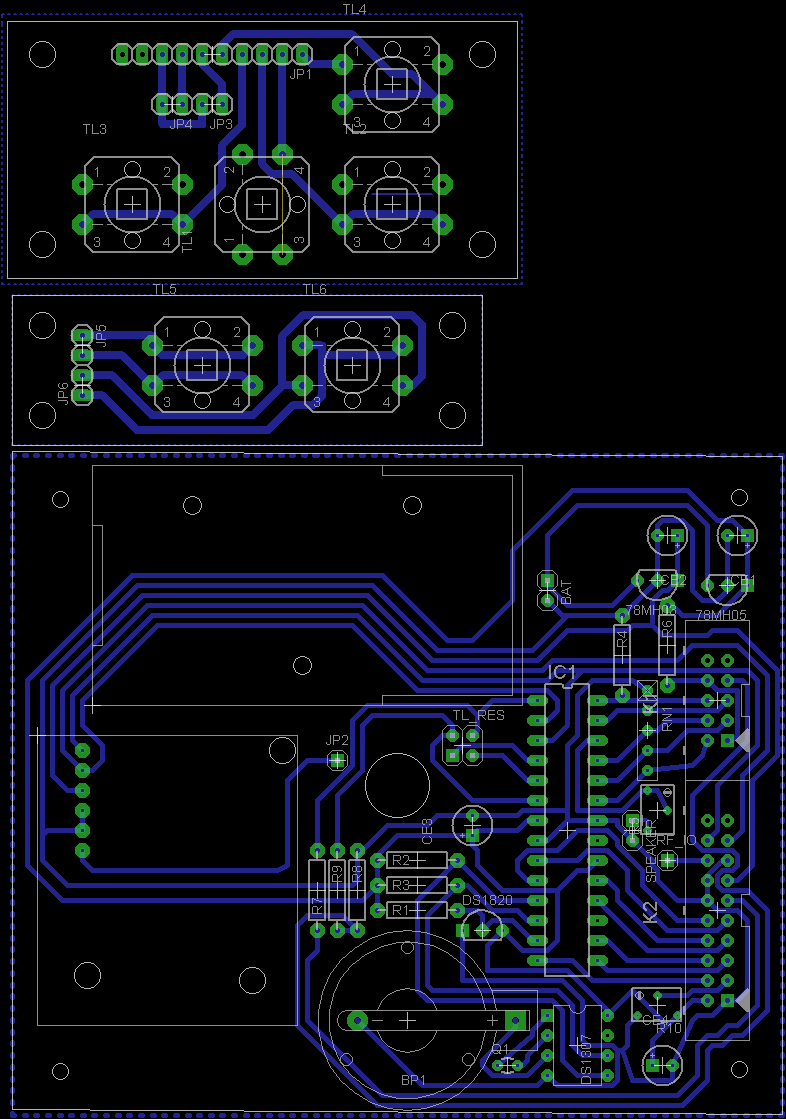 TL4
JP1
1 2
3 4
JP4 JP3
TL3
TL2
1 2
3 4
TL1
2 4
1 3
1 2
3 4
TL5 TL6
JP5
JP6
1 2
3 4
1 2
3 4
BAT
CE2 CE1
78MH05
R4
R6
IC1
K1
RN1
TL_RES
JP2
CE3
SPEAKER
RF_IO
R2
R3
R1
R7
R9
R8
DS1820
K2
CE4
R10
Q1
DS1307
BP1